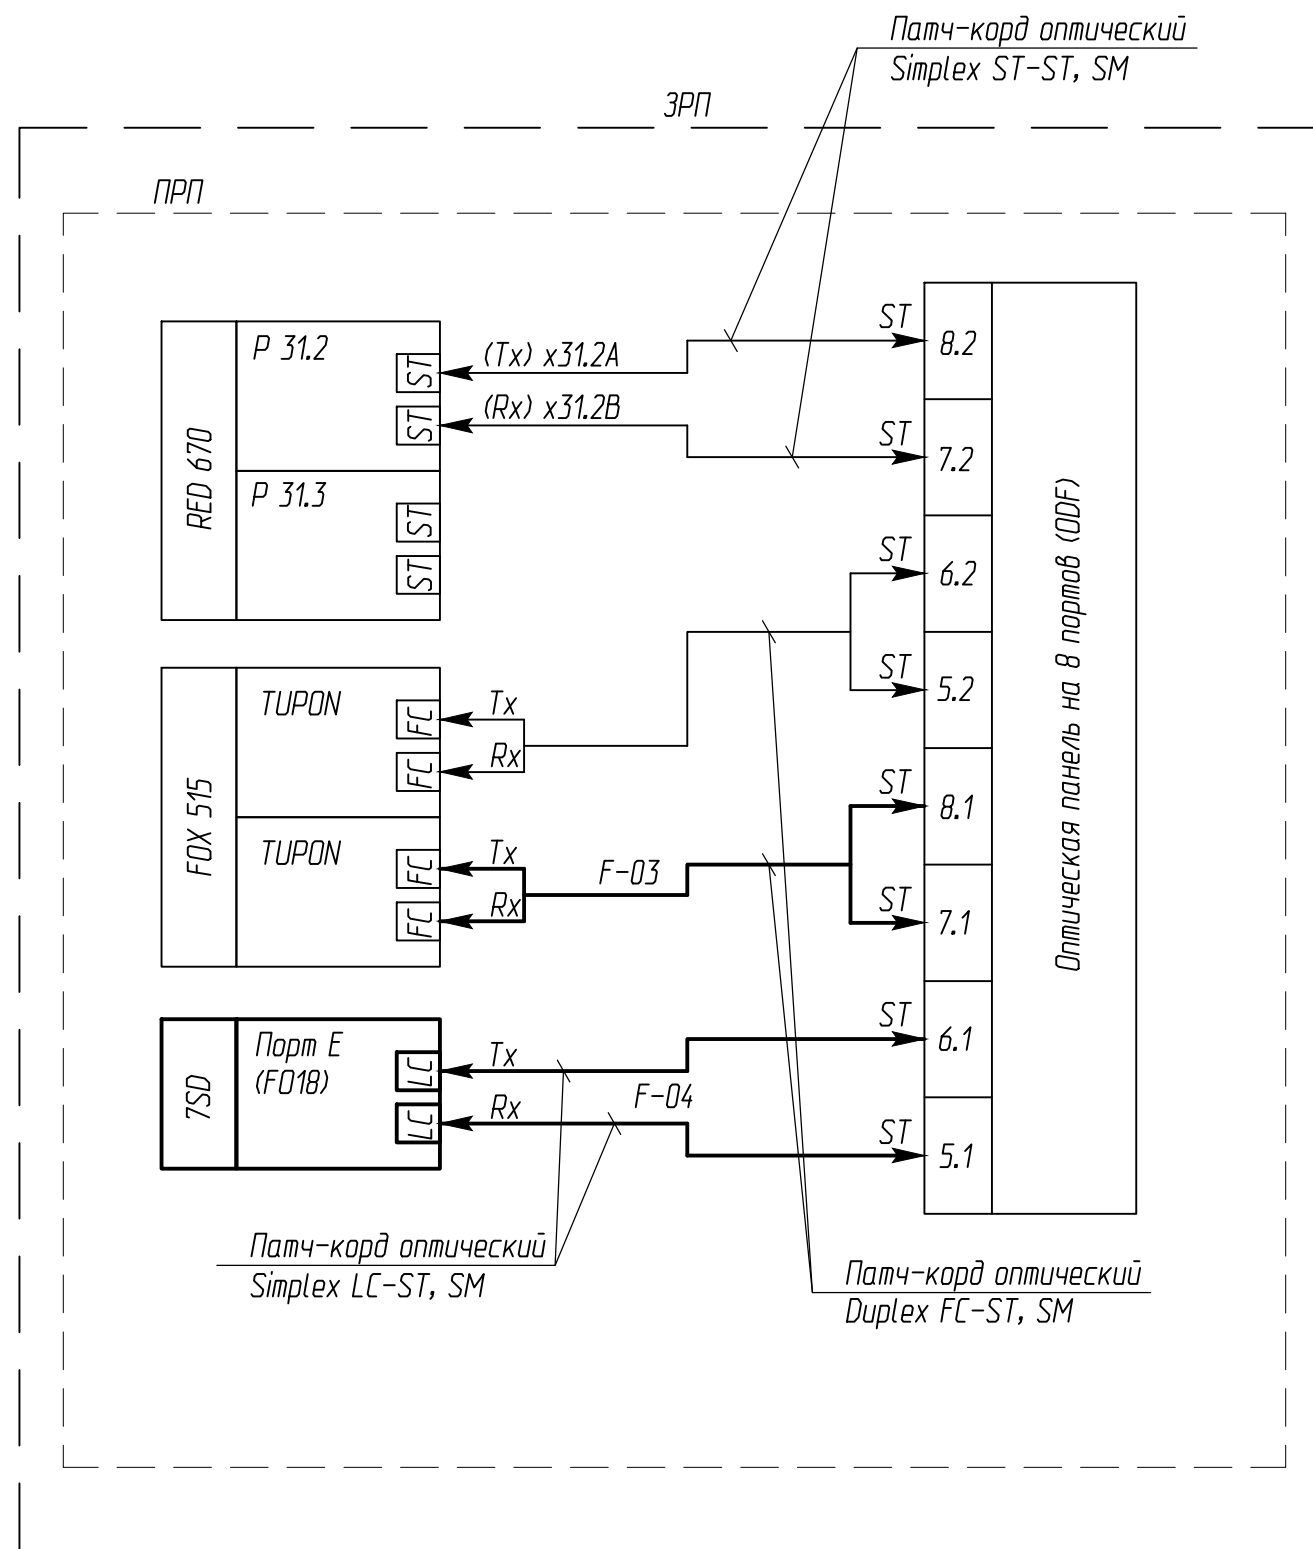 Патч-корд оптический
Simplex ST-ST, SM
ЗРП
ПРП
RED 670
P 31.2
ST
ST
P 31.3
ST
ST
(Tx) x31.2A
(Rx) x31.2B
ST
8.2
ST
7.2
ST
6.2
ST
5.2
ST
8.1
ST
7.1
ST
6.1
ST
5.1
Оптическая панель на 8 портов (ODF)
FOX 515
TUPON
FC
FC
Tx
Rx
TUPON
FC
FC
Tx
Rx
F-03
7SD
Порт E
(FO18)
LC
LC
Tx
Rx
F-04
Патч-корд оптический
Simplex LC-ST, SM
Патч-корд оптический
Duplex FC-ST, SM